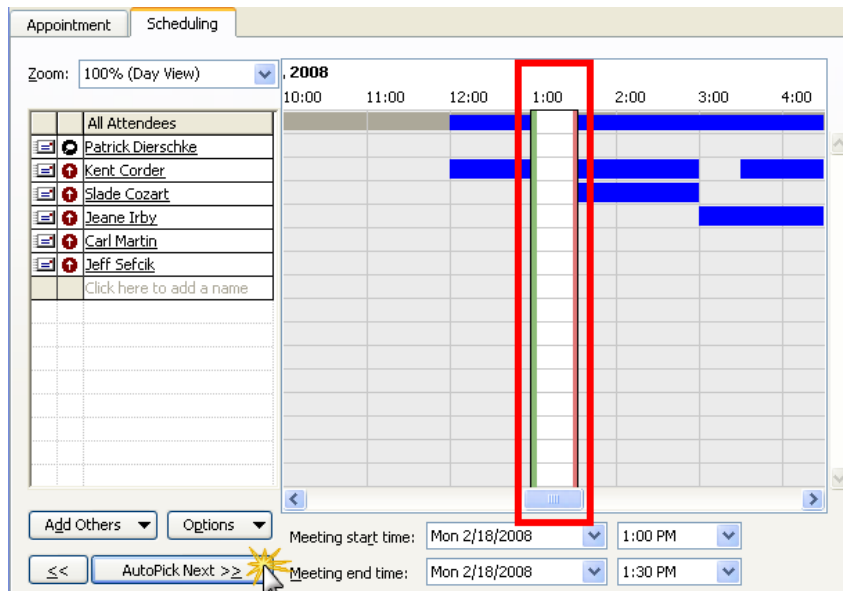 Appointment Scheduling
Zoom: 100% (Day View) , 2008
10:00 11:00 12:00 1:00 2:00 3:00 4:00
All Attendees
Patrick Dierschke
Kent Corder
Slade Cozart
Jeane Irby
Carl Martin
Jeff Sefcik
Click here to add a name
Add Others Options
Meeting start time: Mon 2/18/2008 1:00 PM
<< AutoPick Next >> Meeting end time: Mon 2/18/2008 1:30 PM